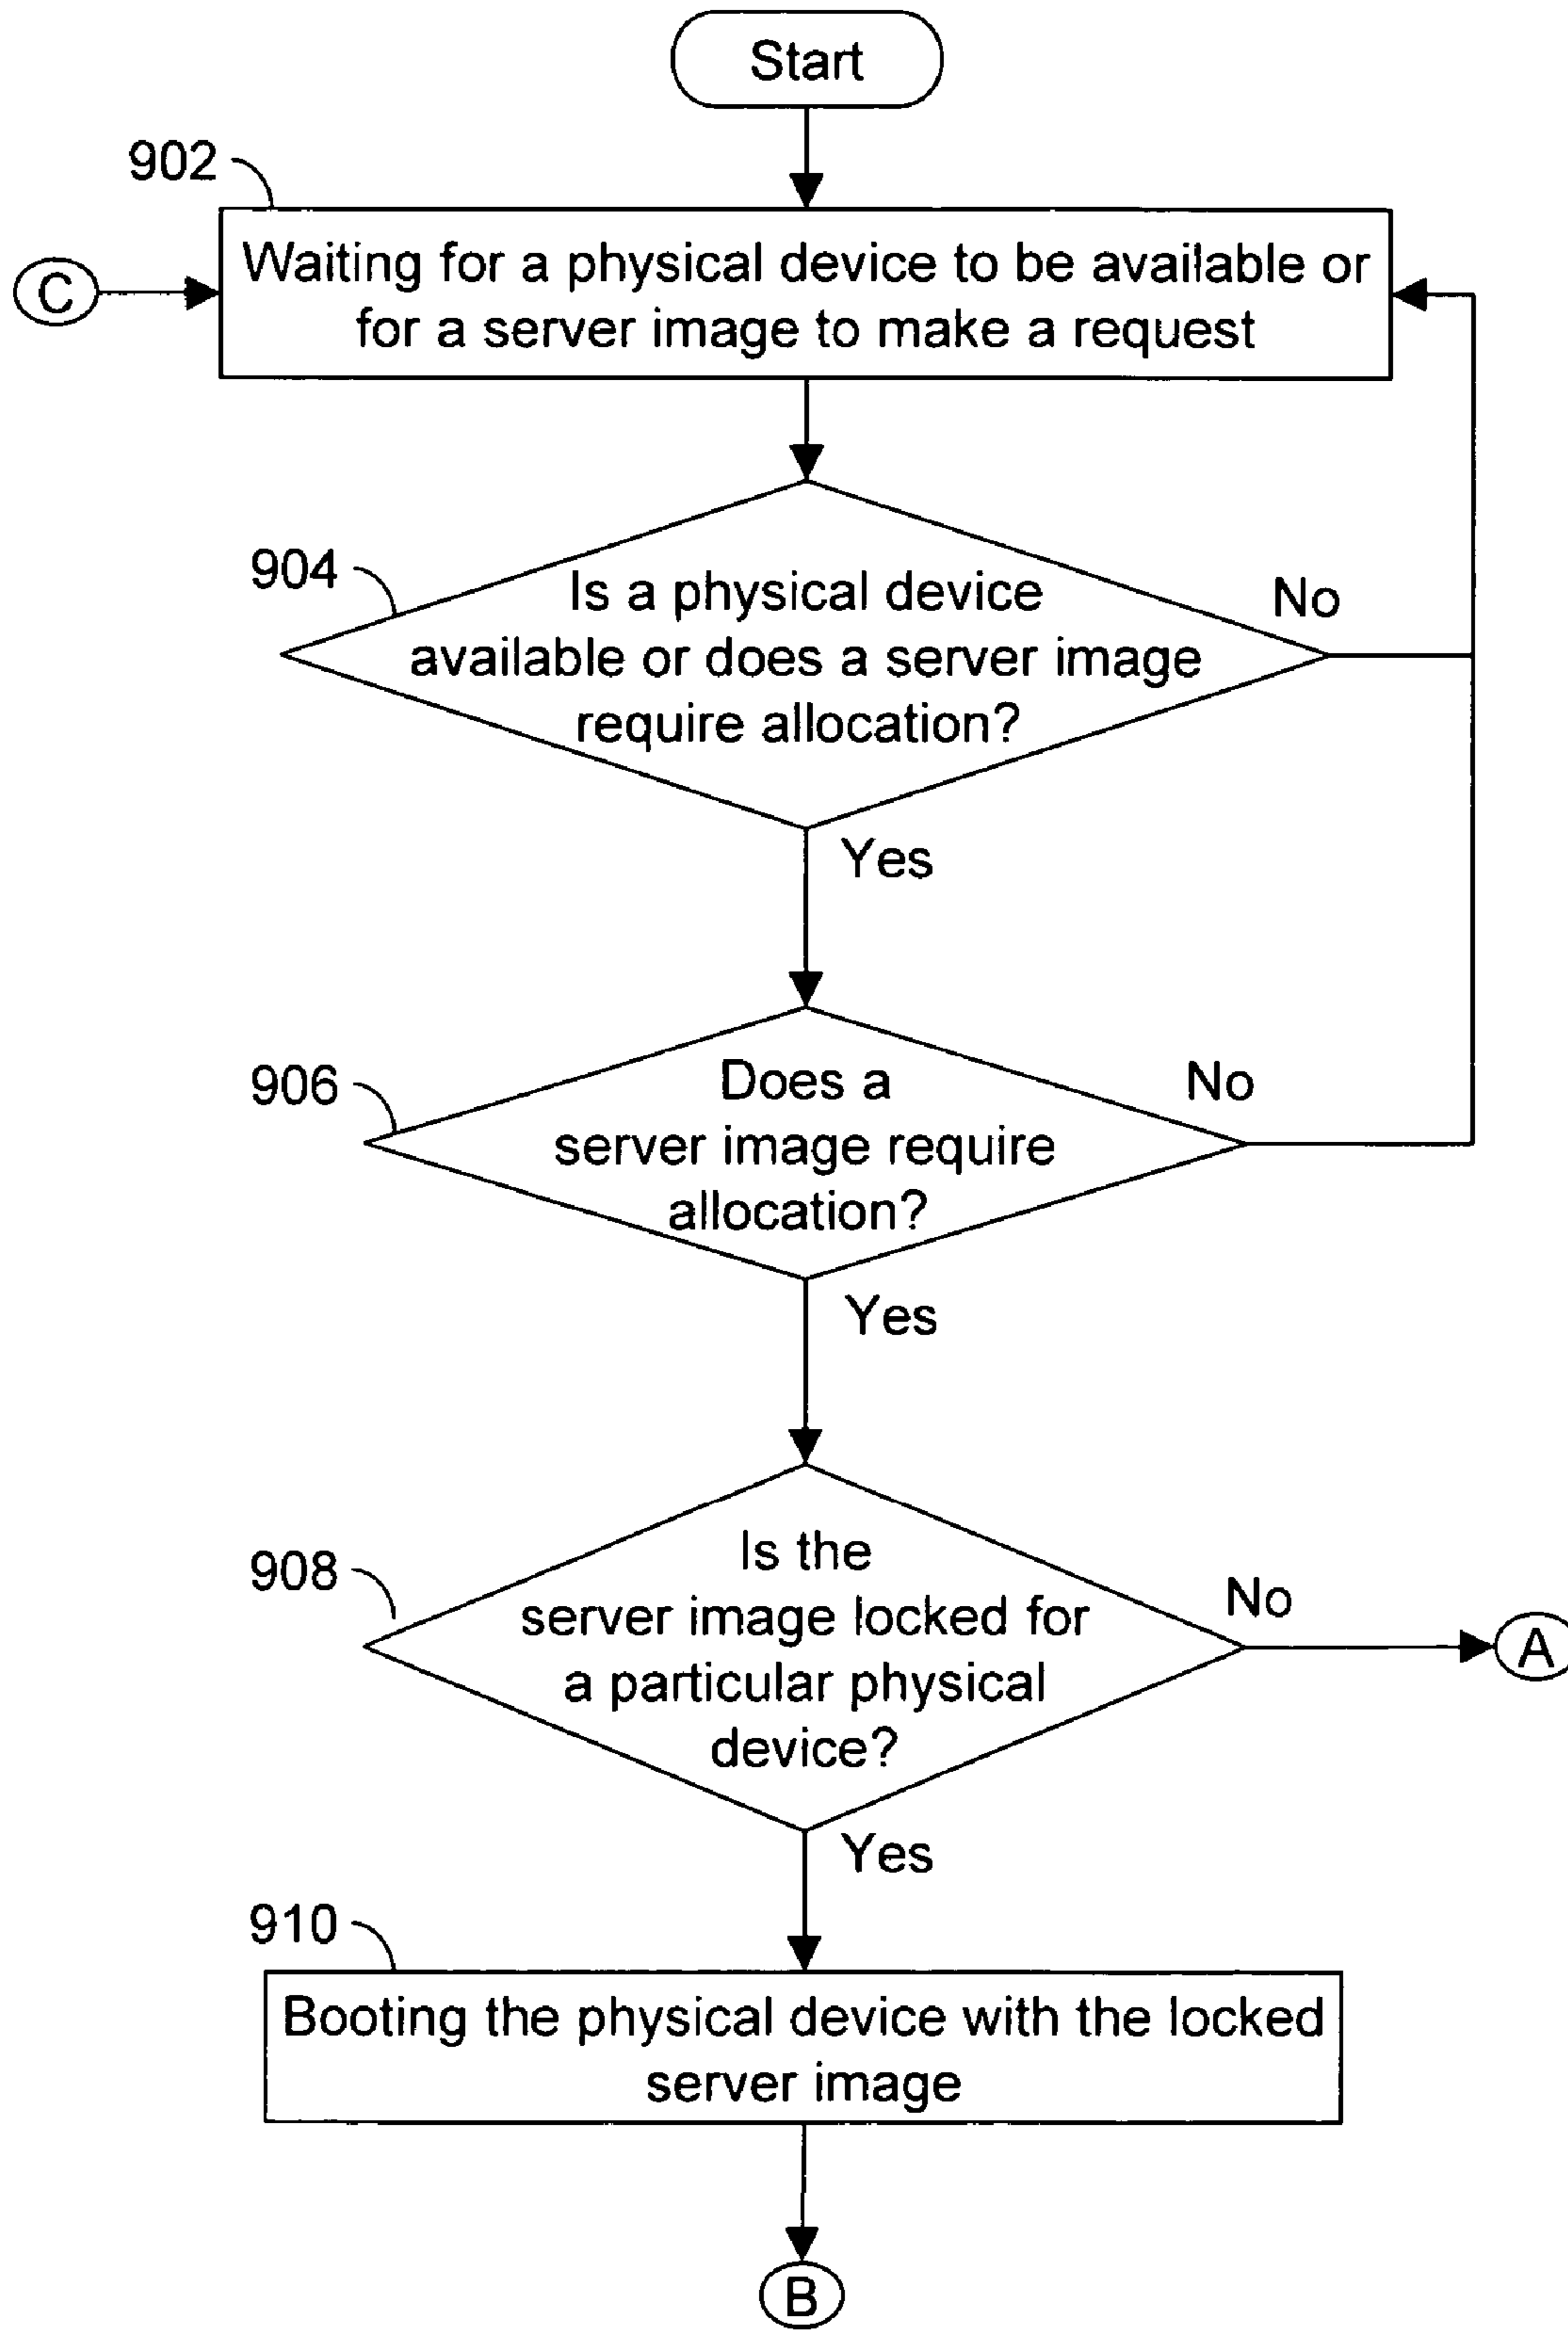 Start
902
C
Waiting for a physical device to be available or
for a server image to make a request
904
Is a physical device
available or does a server image
require allocation?
No
Yes
906
Does a
server image require
allocation?
No
Yes
908
Is the
server image locked for
a particular physical
device?
No
A
Yes
910
Booting the physical device with the locked
server image
B